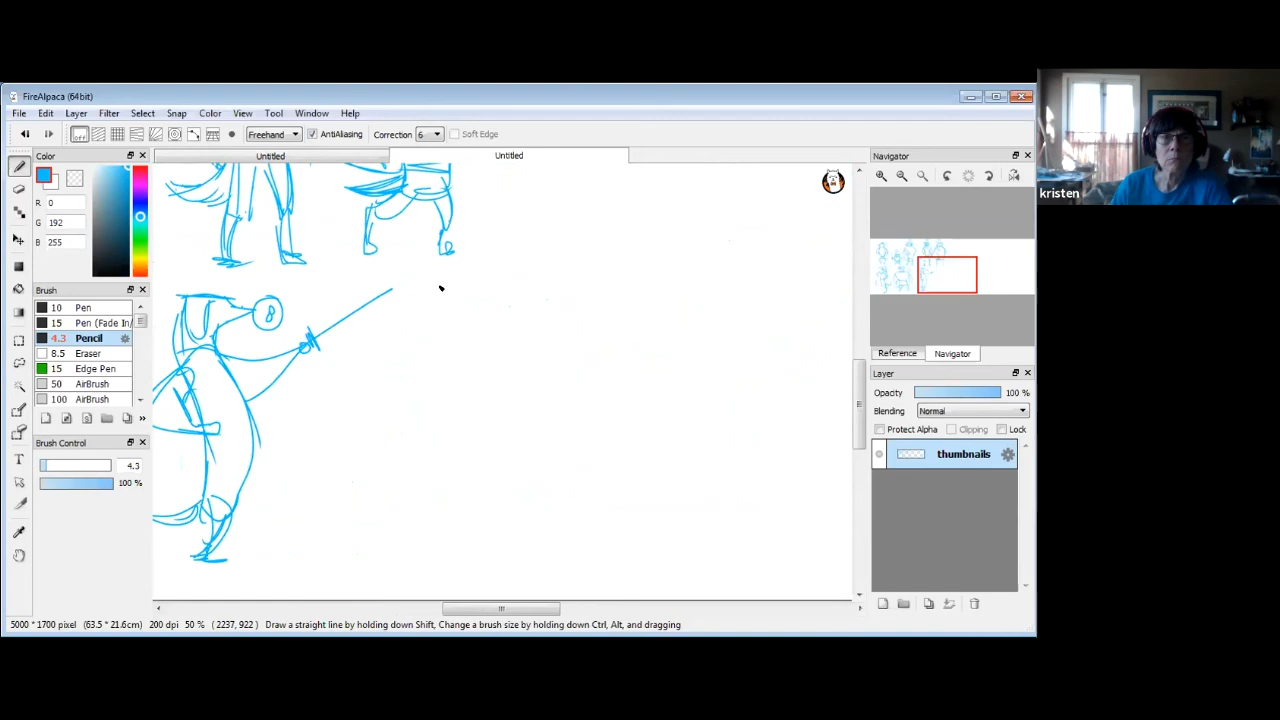 FireAlpaca (64bit)
File Edit Layer Filter Select Snap Color View Tool Window Help
off Freehand AntiAliasing Correction 6 Soft Edge
Color
Untitled
Untitled
Navigator
R 0
G 192
B 255
kristen
Brush
10 Pen
15 Pen (Fade In/
4.3 Pencil
8.5 Eraser
15 Edge Pen
50 AirBrush
100 AirBrush
8
Reference Navigator
Layer
Opacity 100 %
Blending Normal
Protect Alpha Clipping Lock
thumbnails
Brush Control
4.3
100 %
5000 * 1700 pixel (63.5 * 21.6cm) 200 dpi 50 % ( 2237, 922 ) Draw a straight line by holding down Shift, Change a brush size by holding down Ctrl, Alt, and dragging